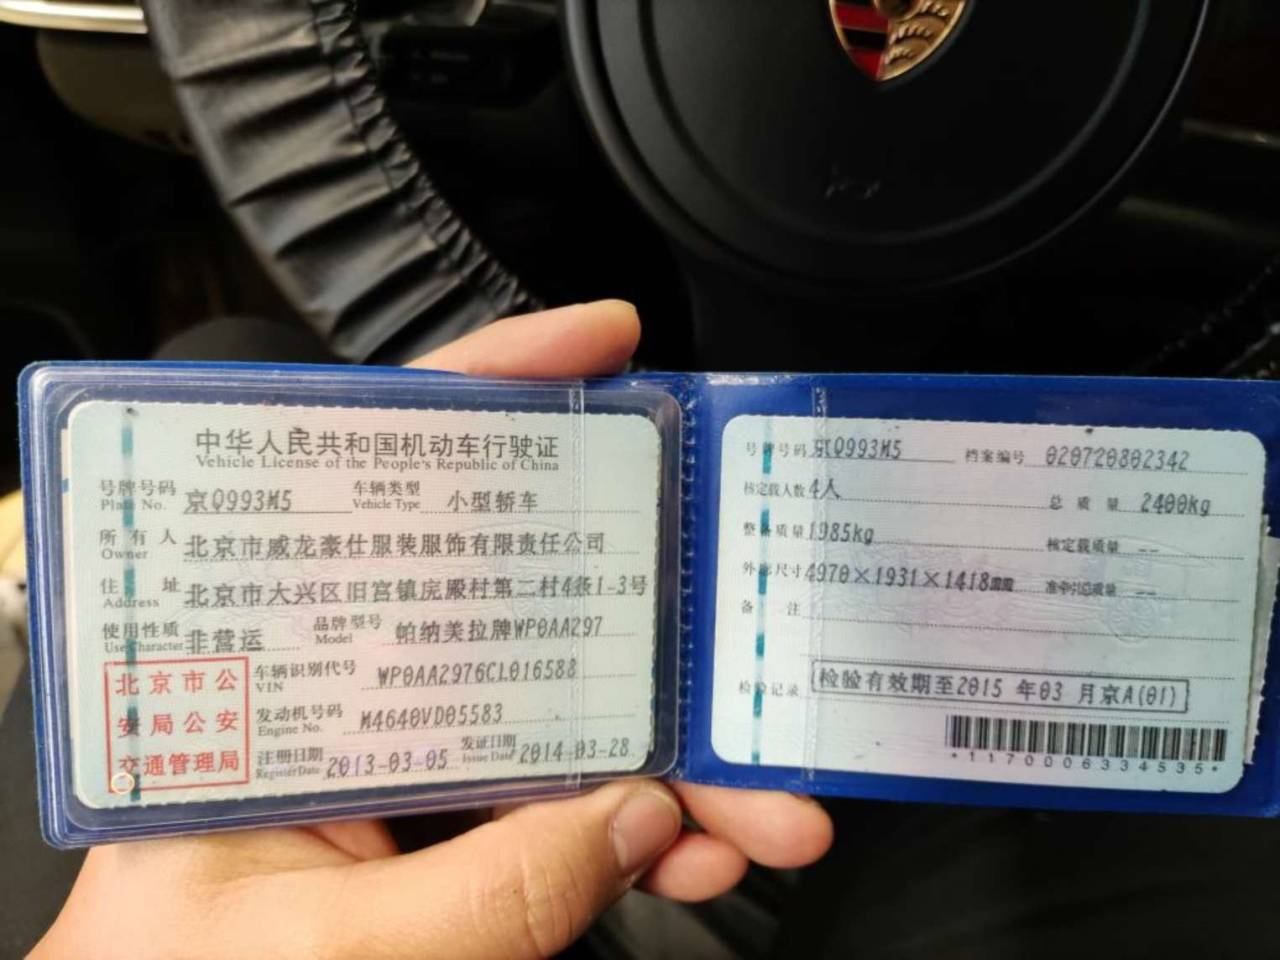 中华人民共和国机动车行驶证
Vehicle License of the People's Republic of China
号牌号码 京Q993M5 车辆类型 小型轿车
Plate No. Vehicle Type
所有人 北京市威龙豪仕服装服饰有限责任公司
Owner
住址 北京市大兴区旧宫镇庑殿村第二村4条1-3号
Address
使用性质 非营运 品牌型号 帕纳美拉牌WP0AA297
Use Character Model
北京市公
安局公安
交通管理局
车辆识别代号 WP0AA2976CL016588
VIN
发动机号码 M4640VD05583
Engine No.
注册日期 2013-03-05 发证日期 2014-03-28
Register Date Issue Date
号牌号码 京Q993M5 档案编号 020720802342
核定载人数 4人 总质量 2400kg
整备质量 1985kg 核定载质量 --
外廓尺寸 4970×1931×1418mm 准牵引总质量 --
备注
检验记录 检验有效期至2015年03月京A(01)
*1170006334535*